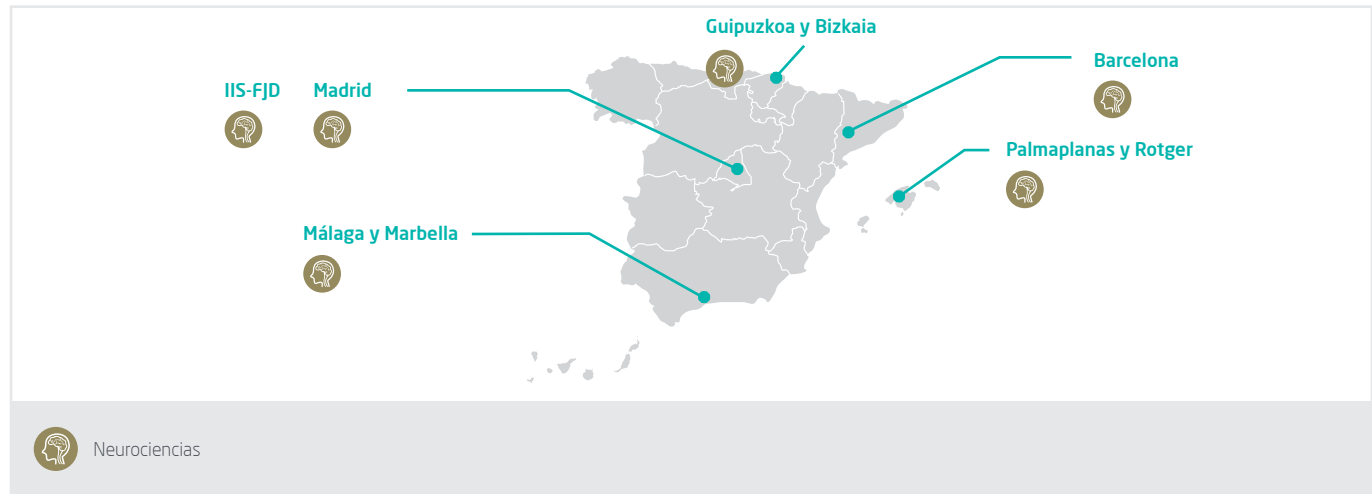 Guipuzkoa y Bizkaia
Barcelona
IIS-FJD
Madrid
Palmaplanas y Rotger
Málaga y Marbella
Neurociencias